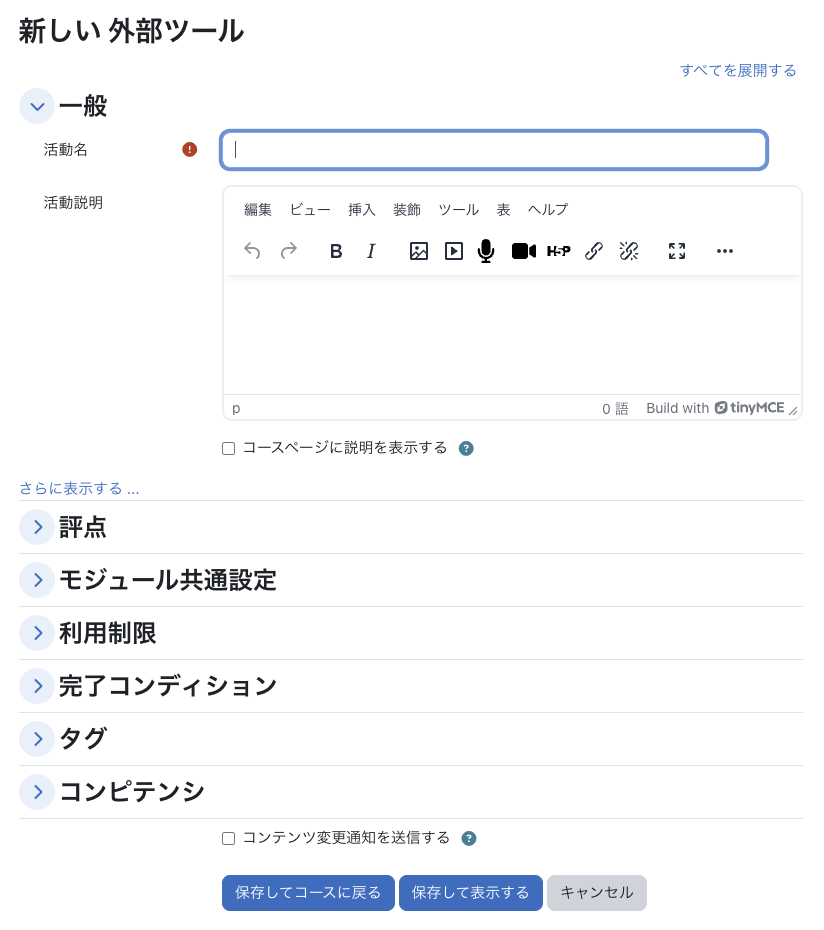 新しい 外部ツール
すべてを展開する
一般
活動名
活動説明
編集 ビュー 挿入 装飾 ツール 表 ヘルプ
B I H5P
p 0 語 Build with tinyMCE
コースページに説明を表示する
さらに表示する ...
評点
モジュール共通設定
利用制限
完了コンディション
タグ
コンピテンシ
コンテンツ変更通知を送信する
保存してコースに戻る 保存して表示する キャンセル